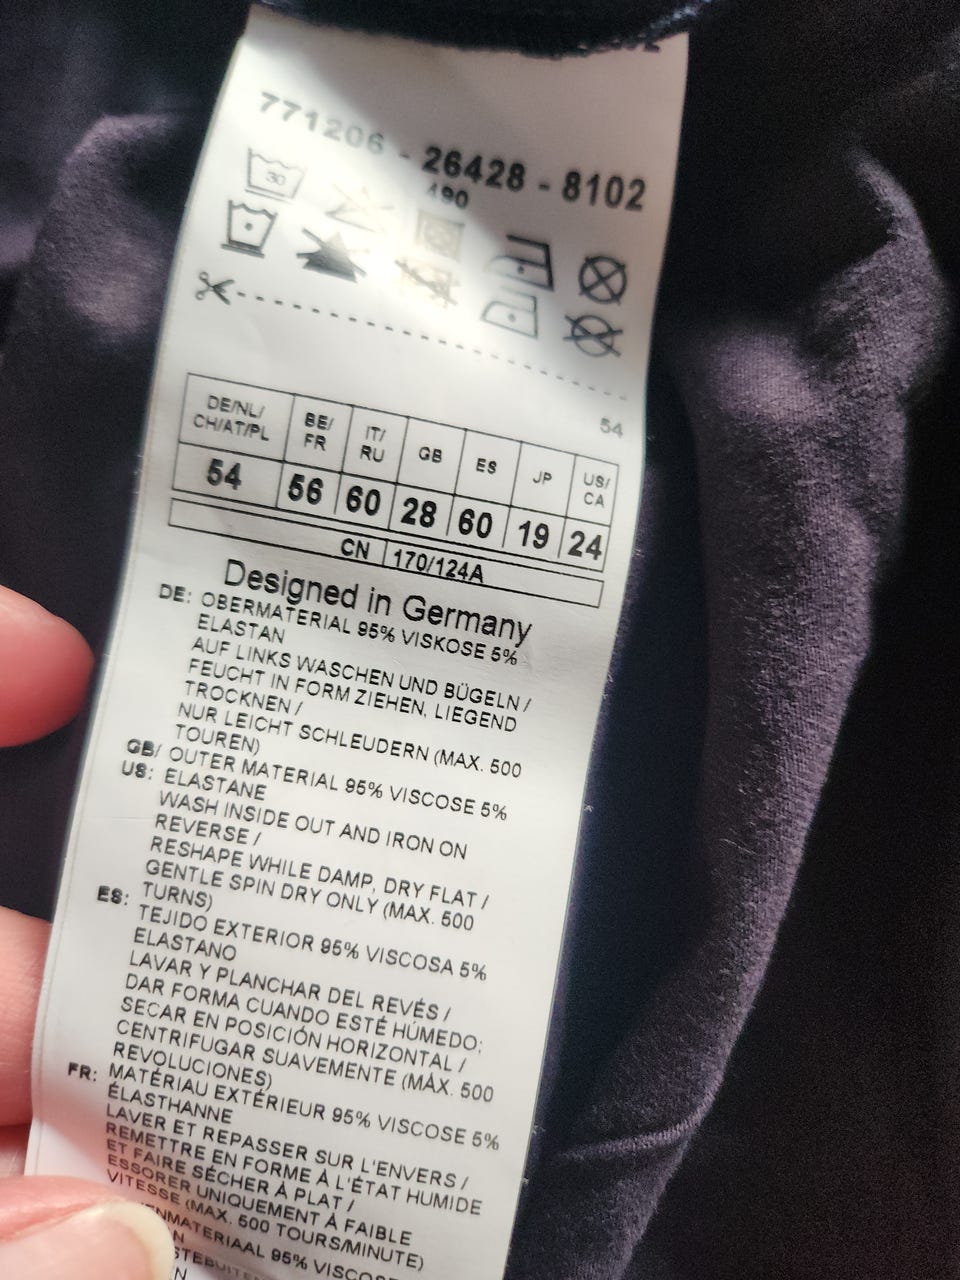 771206 - 26428 - 8102
490
30
54
DE/NL/ CH/AT/PL BE/ FR IT/ RU GB ES JP US/ CA
54 56 60 28 60 19 24
CN 170/124A
Designed in Germany
DE: OBERMATERIAL 95% VISKOSE 5%
ELASTAN
AUF LINKS WASCHEN UND BÜGELN /
FEUCHT IN FORM ZIEHEN, LIEGEND
TROCKNEN /
NUR LEICHT SCHLEUDERN (MAX. 500
TOUREN)
GB/ US: OUTER MATERIAL 95% VISCOSE 5%
ELASTANE
WASH INSIDE OUT AND IRON ON
REVERSE /
RESHAPE WHILE DAMP, DRY FLAT /
GENTLE SPIN DRY ONLY (MAX. 500
TURNS)
ES: TEJIDO EXTERIOR 95% VISCOSA 5%
ELASTANO
LAVAR Y PLANCHAR DEL REVÉS /
DAR FORMA CUANDO ESTÉ HÚMEDO;
SECAR EN POSICIÓN HORIZONTAL /
CENTRIFUGAR SUAVEMENTE (MÁX. 500
REVOLUCIONES)
FR: MATÉRIAU EXTÉRIEUR 95% VISCOSE 5%
ÉLASTHANNE
LAVER ET REPASSER SUR L'ENVERS /
REMETTRE EN FORME À L'ÉTAT HUMIDE
ET FAIRE SÉCHER À PLAT /
ESSORER UNIQUEMENT À FAIBLE
VITESSE (MAX. 500 TOURS/MINUTE)
95% VISCOSE